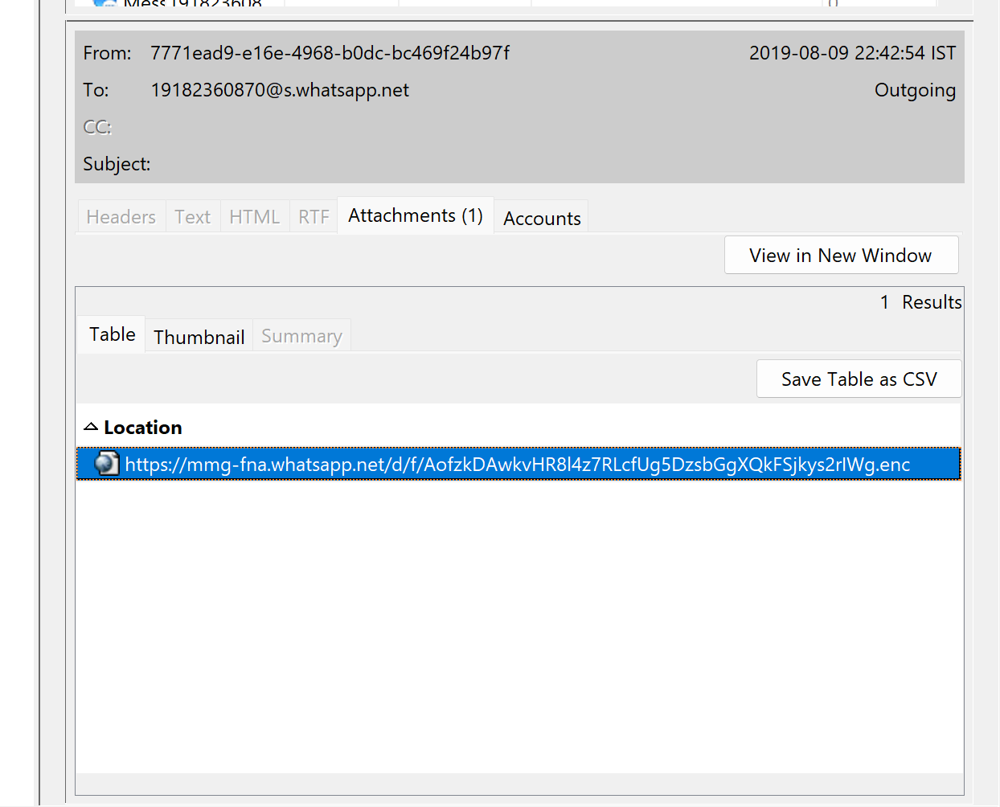 Mess 191823608
0
From: 7771ead9-e16e-4968-b0dc-bc469f24b97f 2019-08-09 22:42:54 IST
To: 19182360870@s.whatsapp.net Outgoing
CC:
Subject:
Headers Text HTML RTF Attachments (1) Accounts
View in New Window
1 Results
Table Thumbnail Summary
Save Table as CSV
Location
https://mmg-fna.whatsapp.net/d/f/AofzkDAwkvHR8l4z7RLcfUg5DzsbGgXQkFSjkys2rlWg.enc